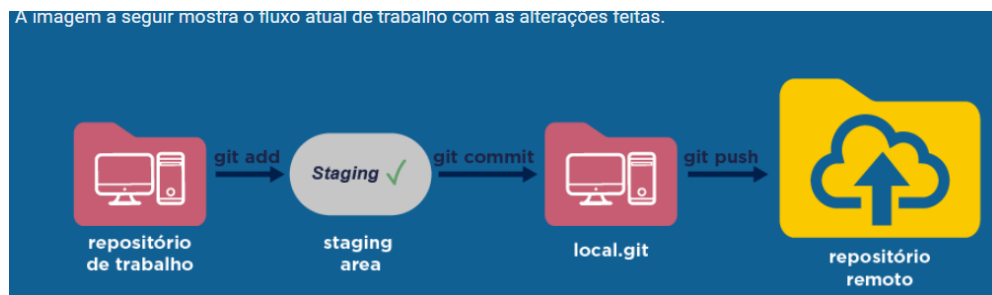 A imagem a seguir mostra o fluxo atual de trabalho com as alterações feitas.
git add
Staging
git commit
git push
repositório
de trabalho
staging
area
local.git
repositório
remoto